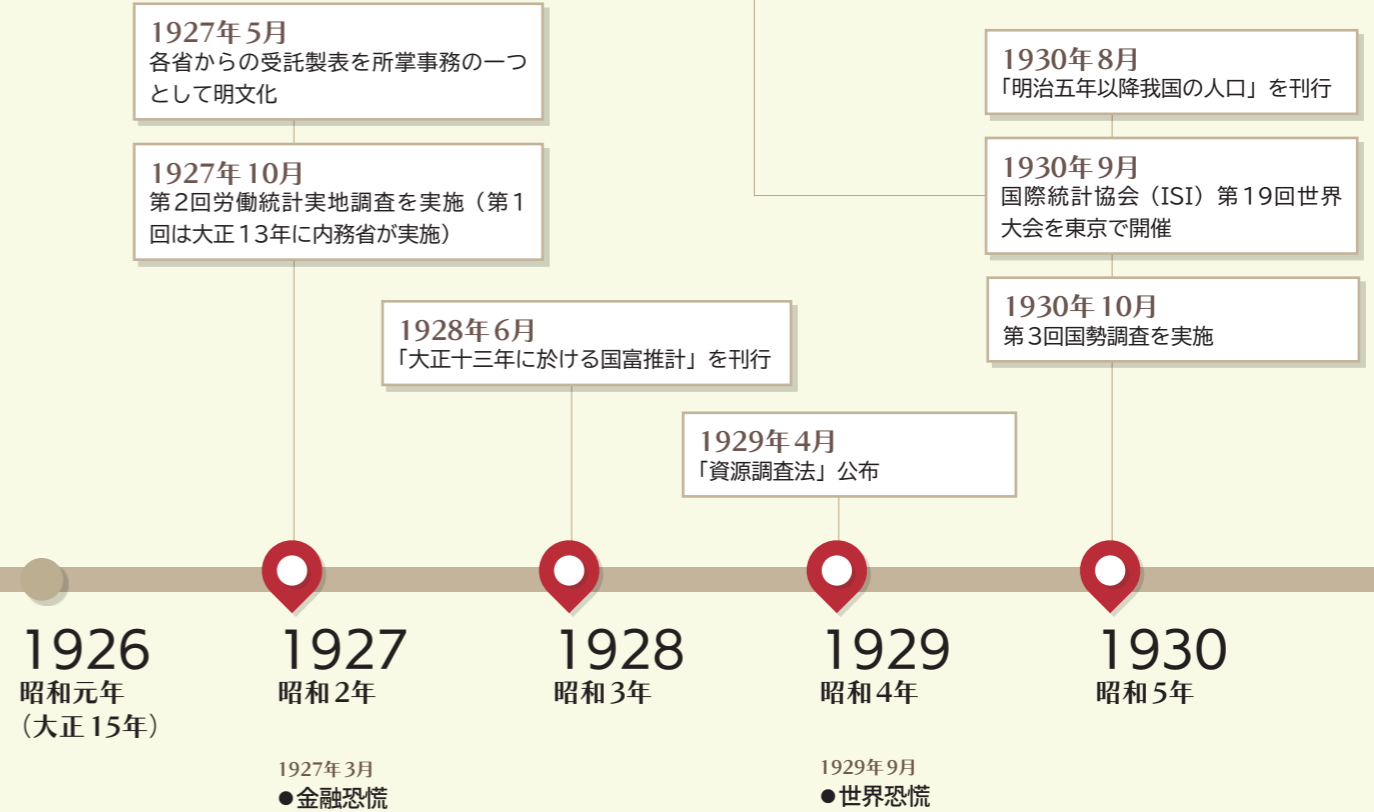 1927年5月
各省からの受託製表を所掌事務の一つ
として明文化
1927年10月
第2回労働統計実地調査を実施（第1
回は大正13年に内務省が実施）
1928年6月
「大正十三年に於ける国富推計」を刊行
1929年4月
「資源調査法」公布
1930年8月
「明治五年以降我国の人口」を刊行
1930年9月
国際統計協会（ISI）第19回世界
大会を東京で開催
1930年10月
第3回国勢調査を実施
1926
昭和元年
（大正15年）
1927
昭和2年
1928
昭和3年
1929
昭和4年
1930
昭和5年
1927年3月
●金融恐慌
1929年9月
●世界恐慌